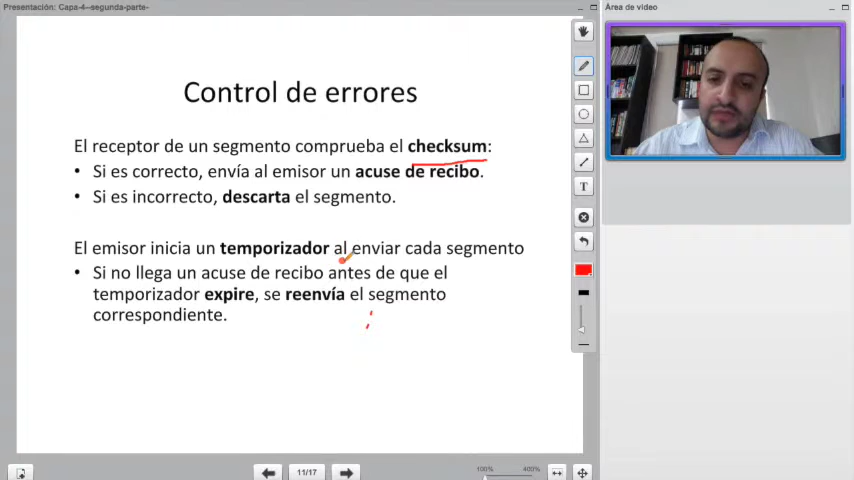 Presentación: Capa-4--segunda-parte-
Área de video
Control de errores
El receptor de un segmento comprueba el checksum:
• Si es correcto, envía al emisor un acuse de recibo.
• Si es incorrecto, descarta el segmento.
El emisor inicia un temporizador al enviar cada segmento
• Si no llega un acuse de recibo antes de que el
temporizador expire, se reenvía el segmento
correspondiente.
T
11/17
100%
400%